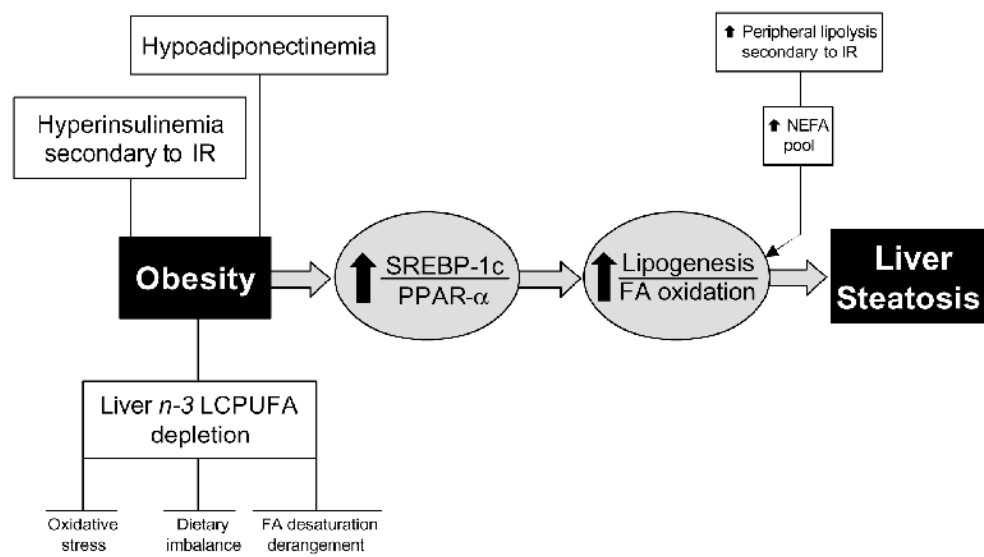 Hypoadiponectinemia
Hyperinsulinemia
secondary to IR
⬆ Peripheral lipolysis
secondary to IR
⬆ NEFA
pool
Obesity
⬆ SREBP-1c
PPAR-α
⬆ Lipogenesis
FA oxidation
Liver
Steatosis
Liver n-3 LCPUFA
depletion
Oxidative
stress
Dietary
imbalance
FA desaturation
derangement